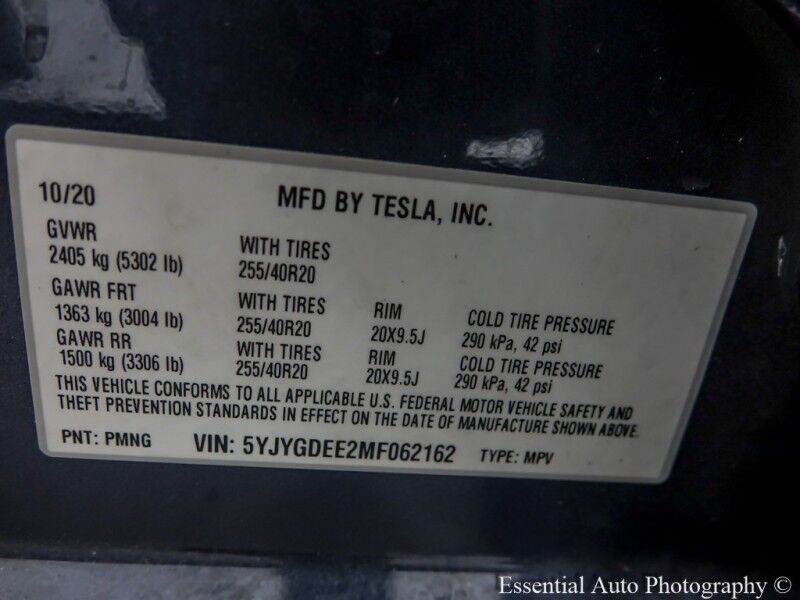 10/20 MFD BY TESLA, INC.
GVWR
2405 kg (5302 lb) WITH TIRES
255/40R20
GAWR FRT
1363 kg (3004 lb) WITH TIRES RIM COLD TIRE PRESSURE
255/40R20 20X9.5J 290 kPa, 42 psi
GAWR RR
1500 kg (3306 lb) WITH TIRES RIM COLD TIRE PRESSURE
255/40R20 20X9.5J 290 kPa, 42 psi
THIS VEHICLE CONFORMS TO ALL APPLICABLE U.S. FEDERAL MOTOR VEHICLE SAFETY AND
THEFT PREVENTION STANDARDS IN EFFECT ON THE DATE OF MANUFACTURE SHOWN ABOVE.
PNT: PMNG VIN: 5YJYGDEE2MF062162 TYPE: MPV
Essential Auto Photography ©